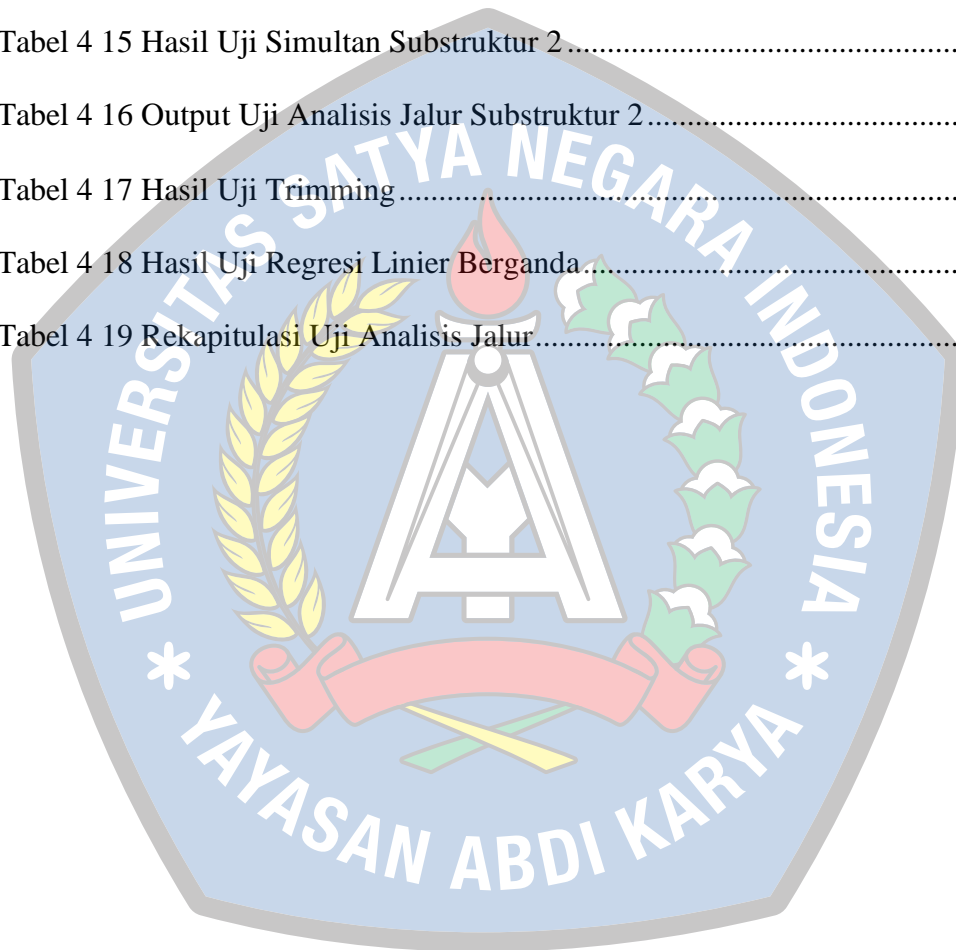 Tabel 4 15 Hasil Uji Simultan Substruktur 2 ................................................
Tabel 4 16 Output Uji Analisis Jalur Substruktur 2 ......................................
Tabel 4 17 Hasil Uji Trimming .....................................................................
Tabel 4 18 Hasil Uji Regresi Linier Berganda ..............................................
Tabel 4 19 Rekapitulasi Uji Analisis Jalur ....................................................
UNIVERSITAS SATYA NEGARA INDONESIA
* YAYASAN ABDI KARYA *